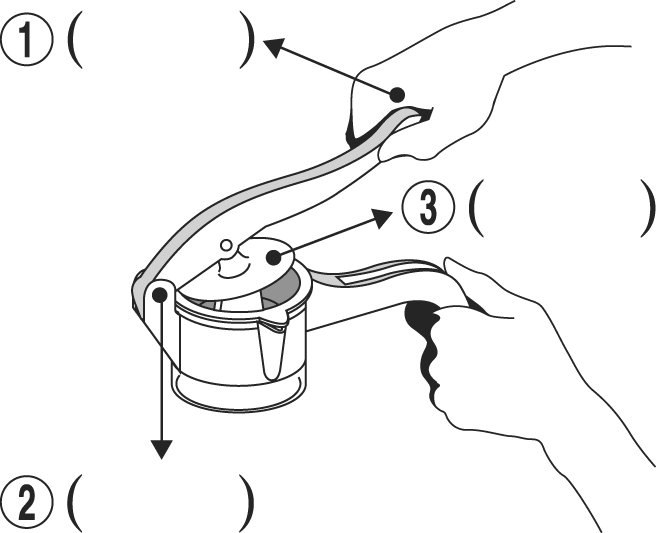 ① (          )
③ (          )
② (          )